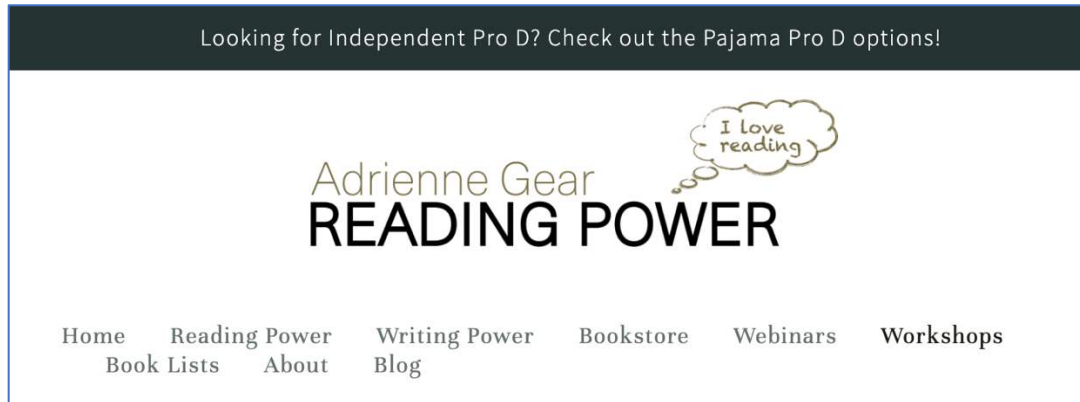 Looking for Independent Pro D? Check out the Pajama Pro D options!
I love
reading
Adrienne Gear
READING POWER
Home Reading Power Writing Power Bookstore Webinars Workshops
Book Lists About Blog